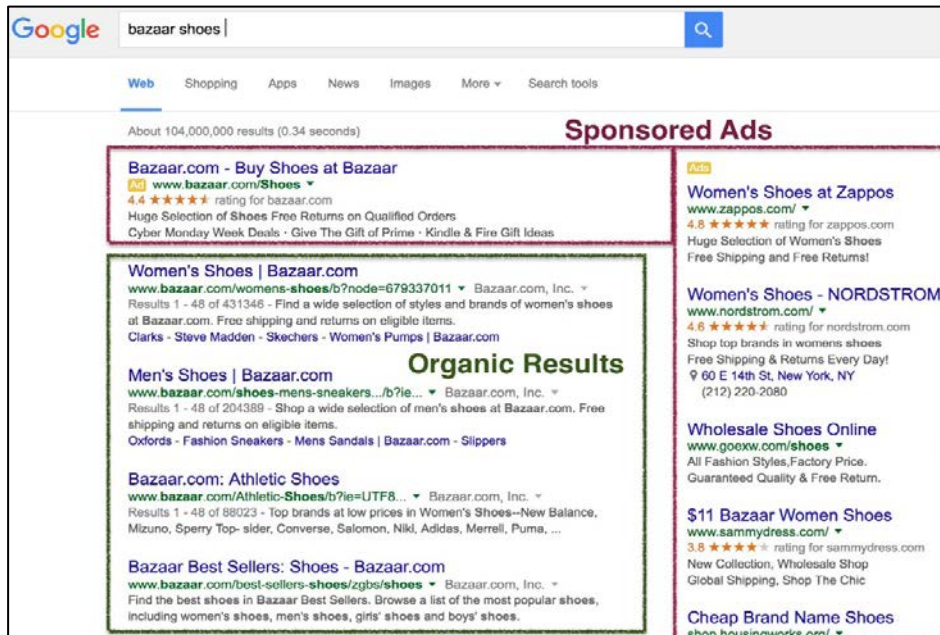 Google
bazaar shoes
Web Shopping Apps News Images More Search tools
About 104,000,000 results (0.34 seconds)
Sponsored Ads
Bazaar.com - Buy Shoes at Bazaar
Ad www.bazaar.com/Shoes
4.4 ★★★★★ rating for bazaar.com
Huge Selection of Shoes Free Returns on Qualified Orders
Cyber Monday Week Deals · Give The Gift of Prime · Kindle & Fire Gift Ideas
Organic Results
Women's Shoes | Bazaar.com
www.bazaar.com/womens-shoes/b?node=679337011 Bazaar.com, Inc.
Results 1 - 48 of 431346 - Find a wide selection of styles and brands of women's shoes
at Bazaar.com. Free shipping and returns on eligible items.
Clarks - Steve Madden - Skechers - Women's Pumps | Bazaar.com
Men's Shoes | Bazaar.com
www.bazaar.com/shoes-mens-sneakers.../b?ie... Bazaar.com, Inc.
Results 1 - 48 of 204389 - Shop a wide selection of men's shoes at Bazaar.com. Free
shipping and returns on eligible items.
Oxfords - Fashion Sneakers - Mens Sandals | Bazaar.com - Slippers
Bazaar.com: Athletic Shoes
www.bazaar.com/Athletic-Shoes/b?ie=UTF8... Bazaar.com, Inc.
Results 1 - 48 of 88023 - Top brands at low prices in Women's Shoes--New Balance,
Mizuno, Sperry Top- sider, Converse, Salomon, Nikl, Adidas, Merrell, Puma, ...
Bazaar Best Sellers: Shoes - Bazaar.com
www.bazaar.com/best-sellers-shoes/zgbs/shoes Bazaar.com, Inc.
Find the best shoes in Bazaar Best Sellers. Browse a list of the most popular shoes,
including women's shoes, men's shoes, girls' shoes and boys' shoes.
Ads
Women's Shoes at Zappos
www.zappos.com/
4.8 ★★★★★ rating for zappos.com
Huge Selection of Women's Shoes
Free Shipping and Free Returns!
Women's Shoes - NORDSTROM
www.nordstrom.com/
4.6 ★★★★★ rating for nordstrom.com
Shop top brands in womens shoes
Free Shipping & Returns Every Day!
60 E 14th St, New York, NY
(212) 220-2080
Wholesale Shoes Online
www.goexw.com/shoes
All Fashion Styles,Factory Price.
Guaranteed Quality & Free Return.
$11 Bazaar Women Shoes
www.sammydress.com/
3.8 ★★★★★ rating for sammydress.com
New Collection, Wholesale Shop
Global Shipping, Shop The Chic
Cheap Brand Name Shoes
shop.housingworks.org/